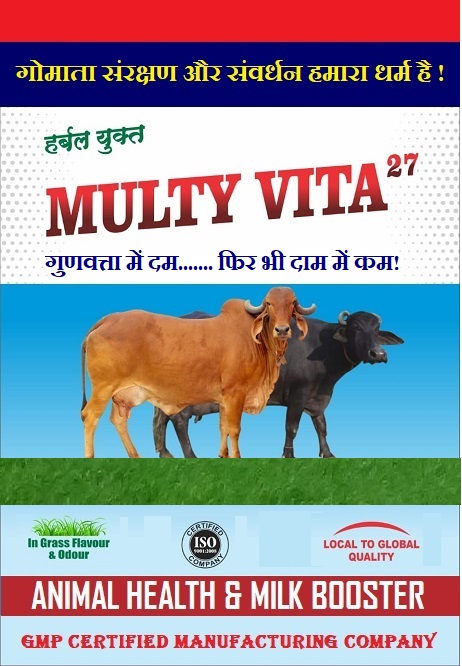 गोमाता संरक्षण और संवर्धन हमारा धर्म है !
हर्बल युक्त
MULTY VITA 27
गुणवत्ता में दम....... फिर भी दाम में कम!
In Grass Flavour
& Odour
CERTIFIED
ISO
9001:2008
COMPANY
LOCAL TO GLOBAL
QUALITY
ANIMAL HEALTH & MILK BOOSTER
GMP CERTIFIED MANUFACTURING COMPANY